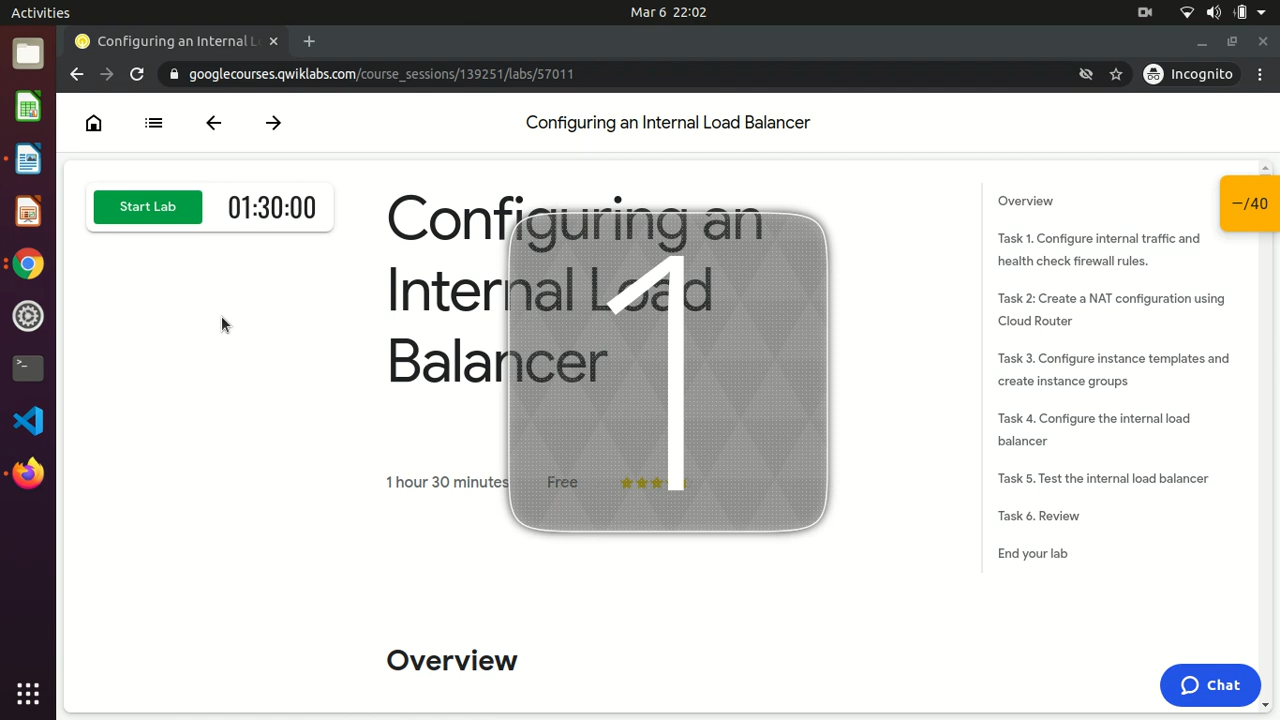 Activities
Mar 6 22:02
Configuring an Internal L
googlecourses.qwiklabs.com/course_sessions/139251/labs/57011
Incognito
Configuring an Internal Load Balancer
Start Lab
01:30:00
Configuring an
Internal Load
Balancer
1
1 hour 30 minutes
Free
Overview
Task 1. Configure internal traffic and
health check firewall rules.
Task 2: Create a NAT configuration using
Cloud Router
Task 3. Configure instance templates and
create instance groups
Task 4. Configure the internal load
balancer
Task 5. Test the internal load balancer
Task 6. Review
End your lab
–/40
Overview
Chat